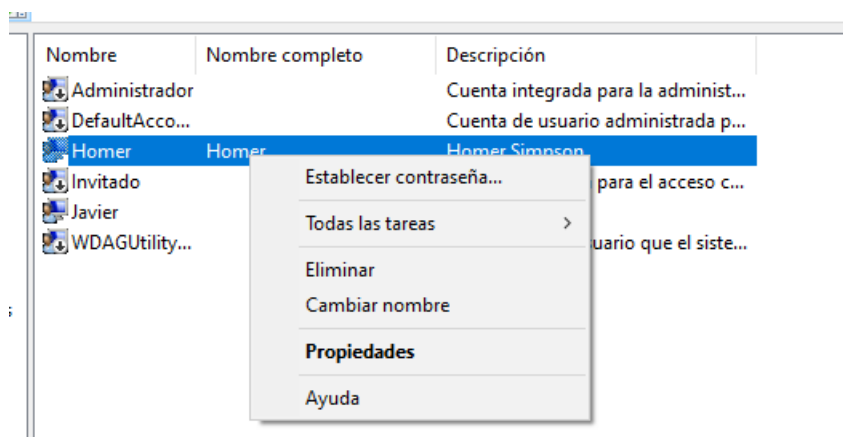 Nombre Nombre completo Descripción
Administrador Cuenta integrada para la administ...
DefaultAcco... Cuenta de usuario administrada p...
Homer Homer Homer Simpson
Establecer contraseña...
Invitado para el acceso c...
Javier
Todas las tareas
WDAGUtility... uario que el siste...
Eliminar
Cambiar nombre
Propiedades
Ayuda